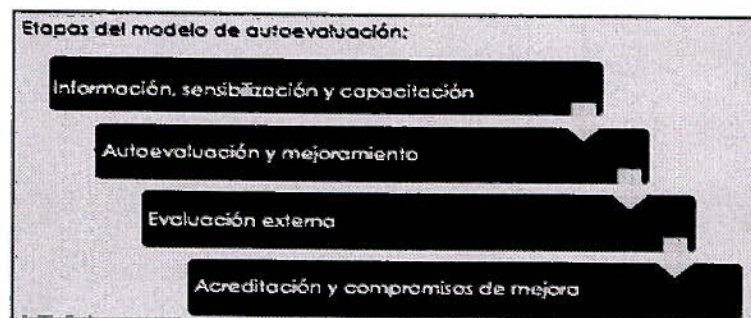 Etapas del modelo de autoevaluación:
Información, sensibilización y capacitación
Autoevaluación y mejoramiento
Evaluación externa
Acreditación y compromisos de mejora